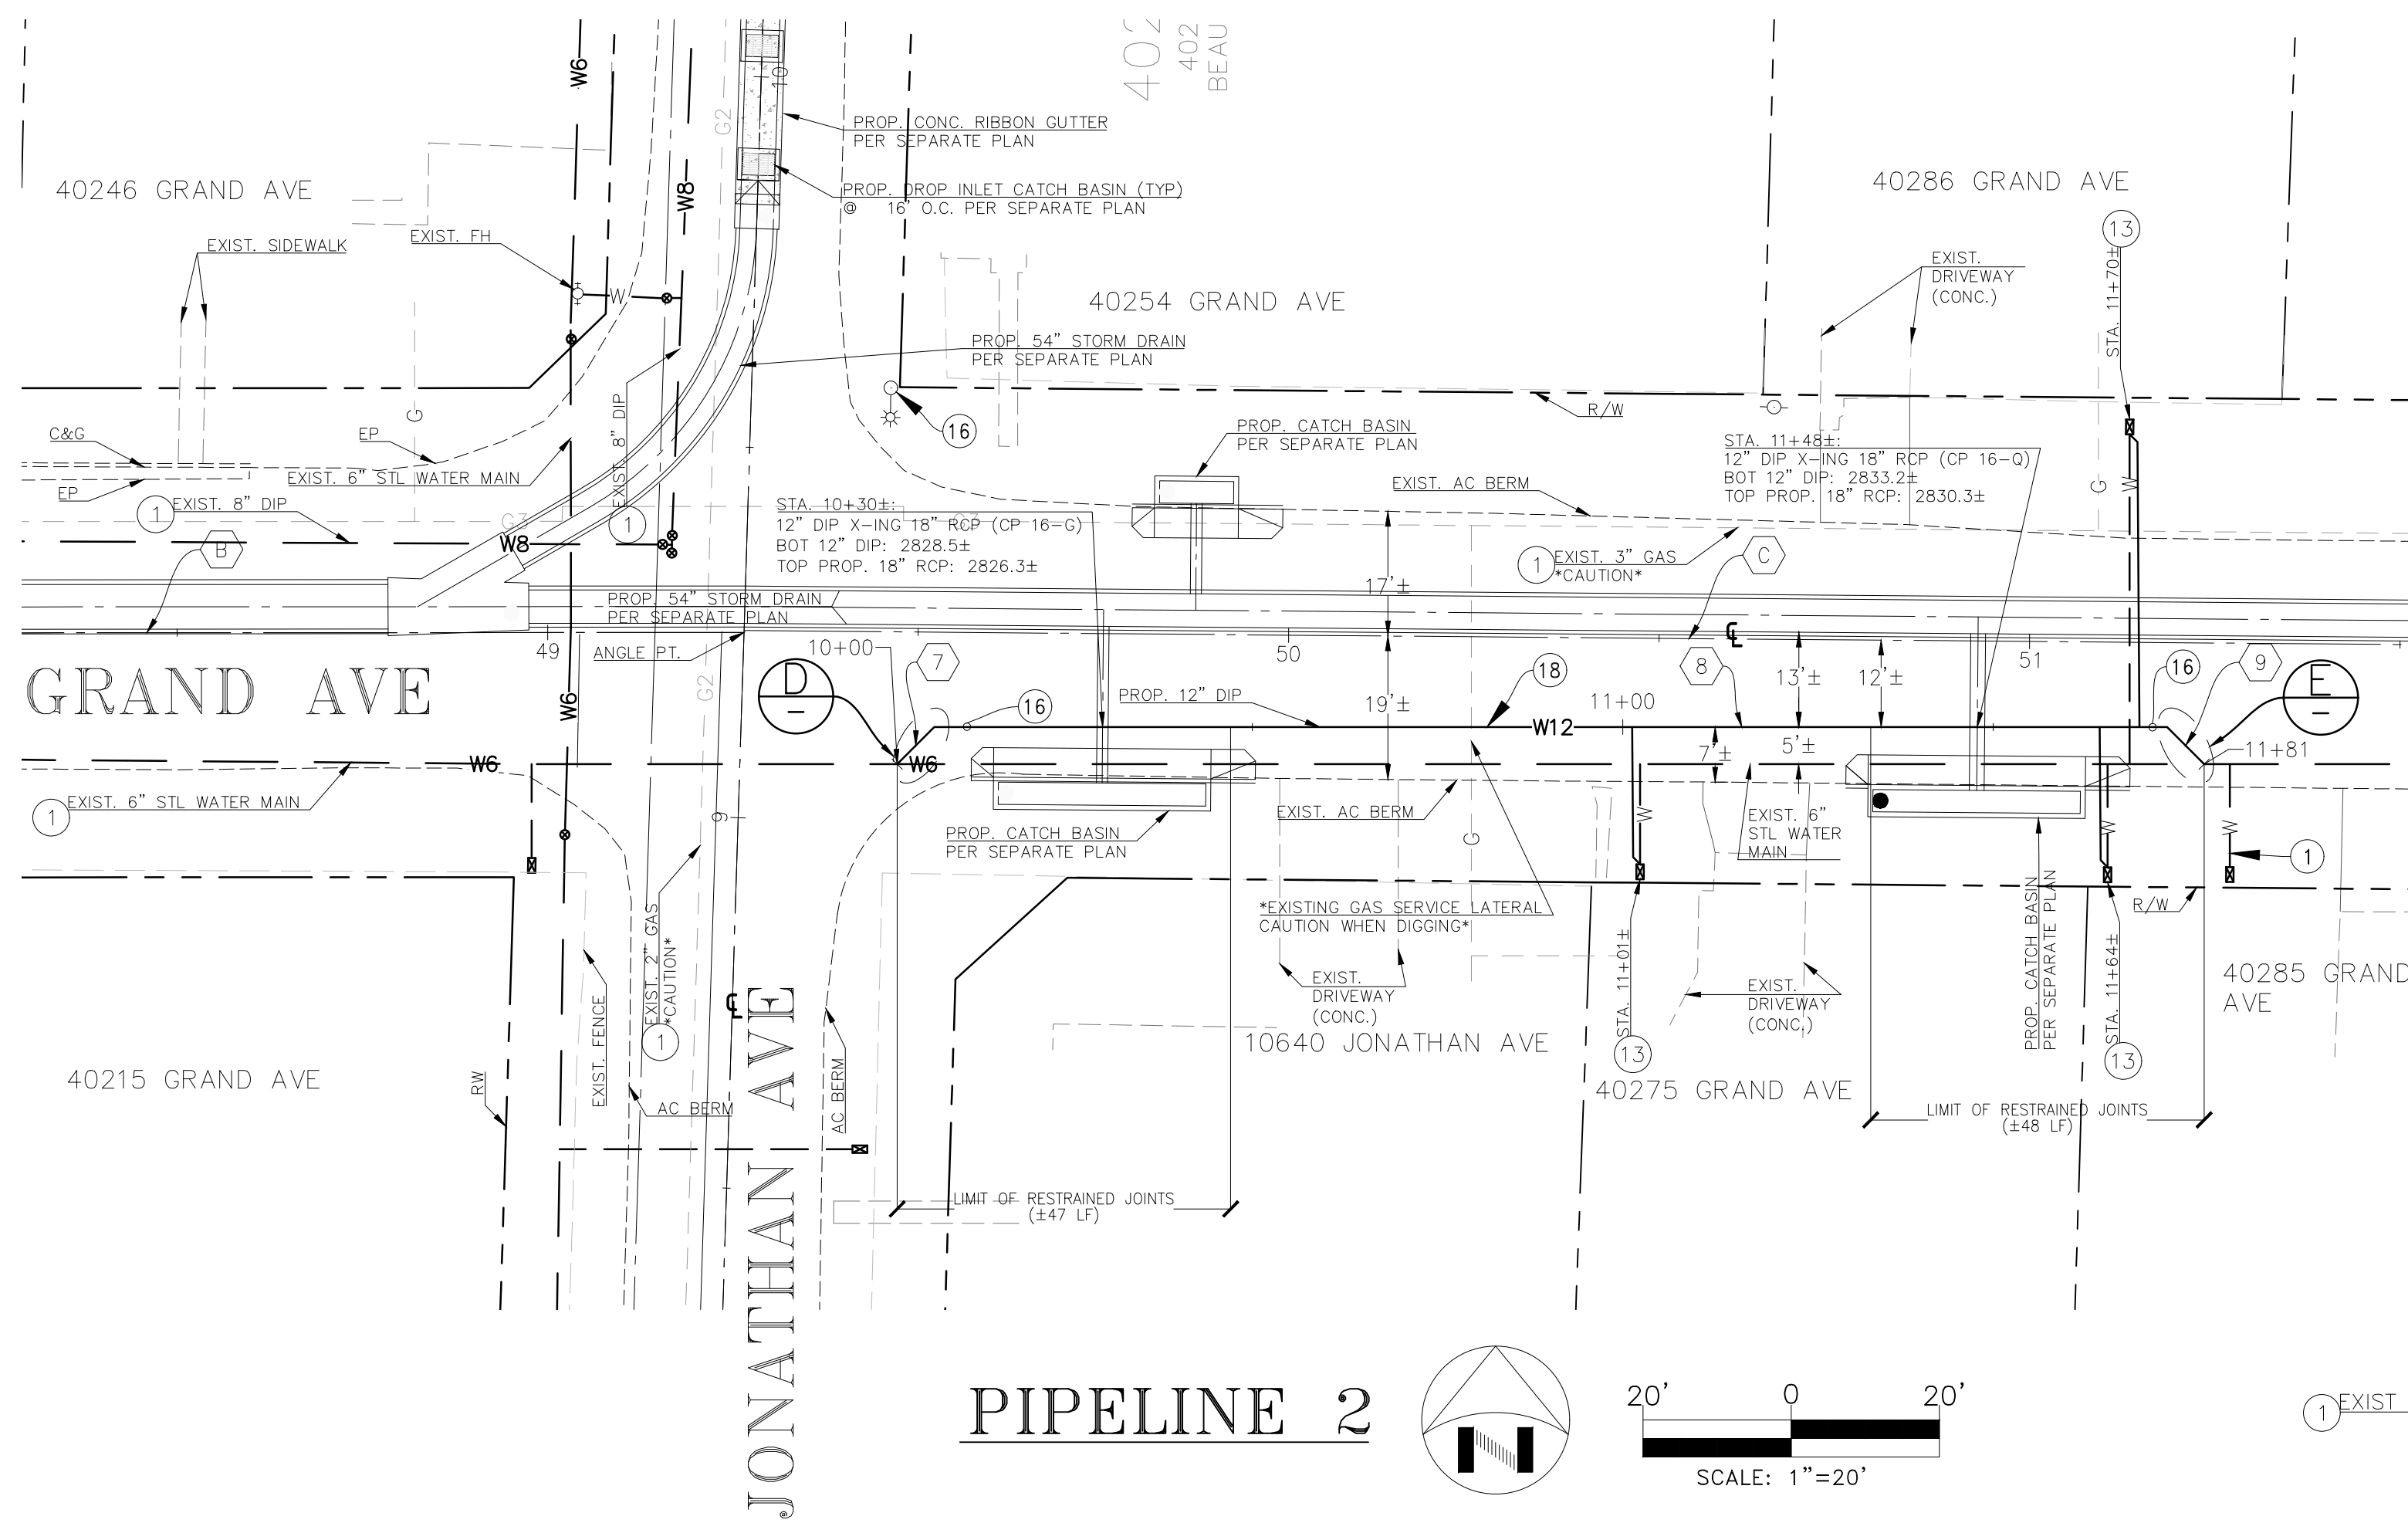 W6
10
G2
402
402
BEAU
PROP. CONC. RIBBON GUTTER
PER SEPARATE PLAN
40246 GRAND AVE
W8
PROP. DROP INLET CATCH BASIN (TYP)
@ 16' O.C. PER SEPARATE PLAN
40286 GRAND AVE
13
STA. 11+70±
EXIST. SIDEWALK
EXIST. FH
W
EXIST.
DRIVEWAY
(CONC.)
40254 GRAND AVE
PROP. 54" STORM DRAIN
PER SEPARATE PLAN
EXIST. 8" DIP
1
G
16
R/W
C&G
EP
EP
EXIST. 6" STL WATER MAIN
PROP. CATCH BASIN
PER SEPARATE PLAN
STA. 11+48±:
12" DIP X-ING 18" RCP (CP 16-Q)
BOT 12" DIP: 2833.2±
TOP PROP. 18" RCP: 2830.3±
G
W
EXIST. AC BERM
1
EXIST. 8" DIP
G3
G3
STA. 10+30±:
12" DIP X-ING 18" RCP (CP 16-G)
BOT 12" DIP: 2828.5±
TOP PROP. 18" RCP: 2826.3±
B
W8
1
EXIST. 3" GAS
*CAUTION*
C
17'±
PROP. 54" STORM DRAIN
PER SEPARATE PLAN
49
ANGLE PT.
10+00
7
50
51
8
13'±
12'±
16
9
GRAND AVE
W6
G2
D
-
16
PROP. 12" DIP
19'±
18
11+00
W12
E
-
W6
W6
7'±
5'±
11+81
1
EXIST. 6" STL WATER MAIN
9
PROP. CATCH BASIN
PER SEPARATE PLAN
EXIST. AC BERM
G
W
EXIST. 6"
STL WATER
MAIN
W
W
1
*EXISTING GAS SERVICE LATERAL
CAUTION WHEN DIGGING*
R/W
EXIST. FENCE
EXIST. 2" GAS
*CAUTION*
1
EXIST.
DRIVEWAY
(CONC.)
STA. 11+01±
13
EXIST.
DRIVEWAY
(CONC.)
PROP. CATCH BASIN
PER SEPARATE PLAN
STA. 11+64±
13
40285 GRAND
AVE
10640 JONATHAN AVE
40275 GRAND AVE
40215 GRAND AVE
RW
AC BERM
AC BERM
LIMIT OF RESTRAINED JOINTS
(±48 LF)
LIMIT OF RESTRAINED JOINTS
(±47 LF)
JONATHAN AVE
PIPELINE 2
N
20' 0 20'
SCALE: 1"=20'
1
EXIST